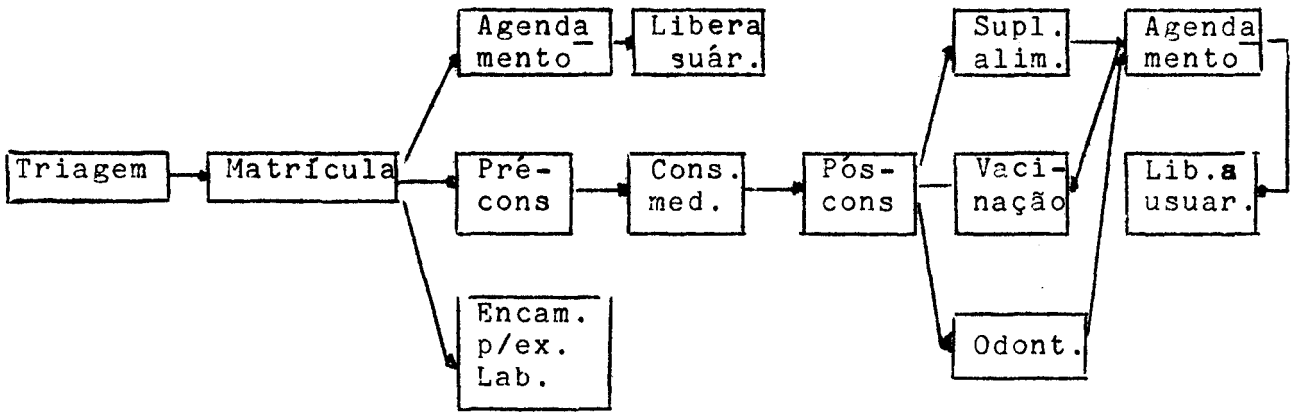 Triagem
Matrícula
Agenda
mento
Libera
suár.
Pré-
cons
Cons.
med.
Pós-
cons
Encam.
p/ex.
Lab.
Supl.
alim.
Vaci-
nação
Odont.
Agenda
mento
Lib.a
usuar.